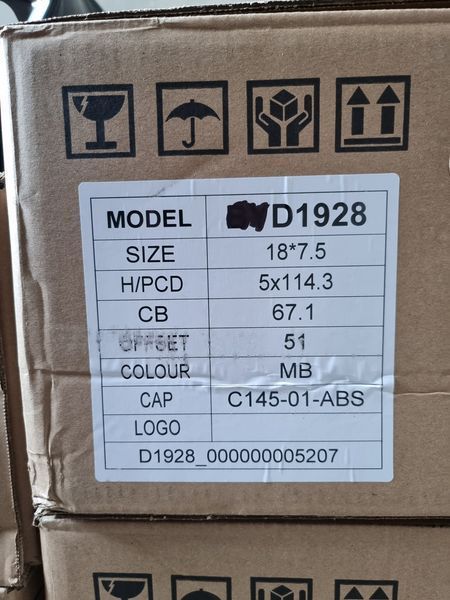 MODEL D1928
SIZE 18*7.5
H/PCD 5x114.3
CB 67.1
OFFSET 51
COLOUR MB
CAP C145-01-ABS
LOGO
D1928_000000005207